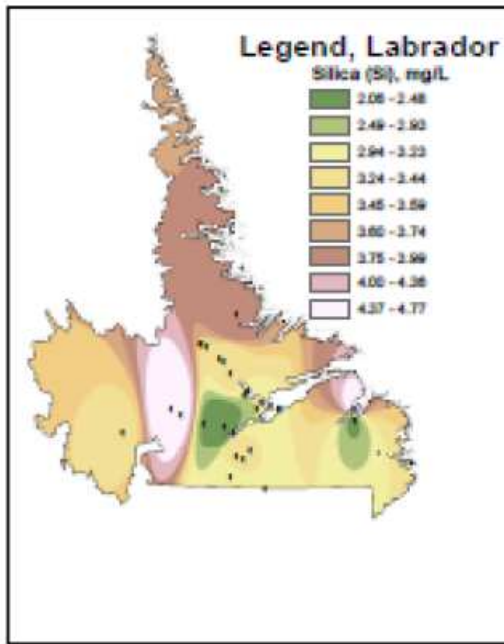 Legend, Labrador
Silica (Si), mg/L
2.06 - 2.48
2.49 - 2.93
2.94 - 3.23
3.24 - 3.44
3.45 - 3.59
3.60 - 3.74
3.75 - 3.99
4.00 - 4.36
4.37 - 4.77